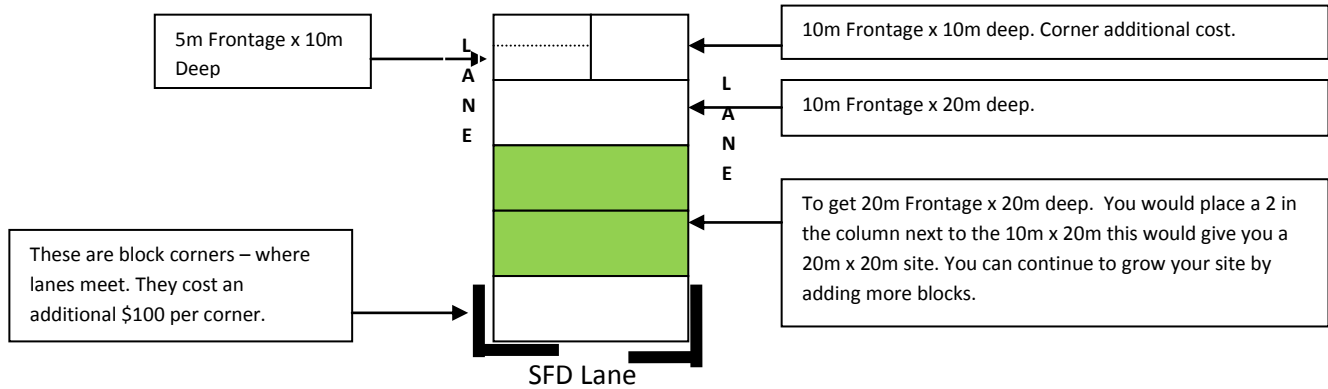 5m Frontage x 10m
Deep
L
A
N
E
10m Frontage x 10m deep. Corner additional cost.
L
A
N
E
10m Frontage x 20m deep.
To get 20m Frontage x 20m deep.  You would place a 2 in
the column next to the 10m x 20m this would give you a
20m x 20m site. You can continue to grow your site by
adding more blocks.
These are block corners – where
lanes meet. They cost an
additional $100 per corner.
SFD Lane